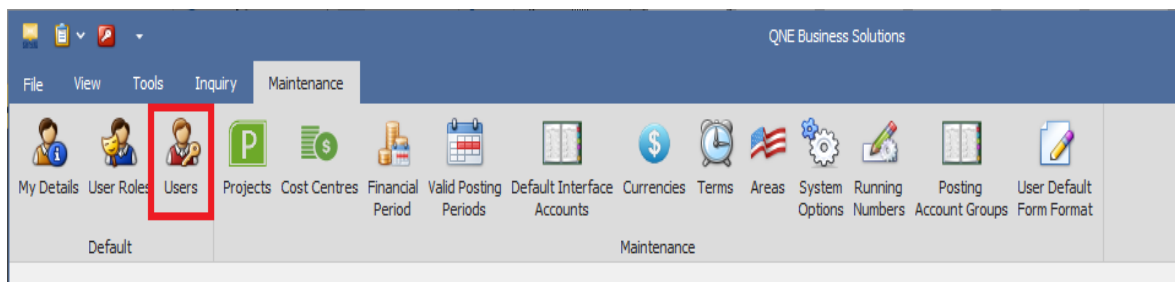 QNE Business Solutions
File View Tools Inquiry Maintenance
My Details User Roles Users Projects Cost Centres Financial Valid Posting Default Interface Currencies Terms Areas System Running Posting User Default
Period Periods Accounts Options Numbers Account Groups Form Format
Default Maintenance